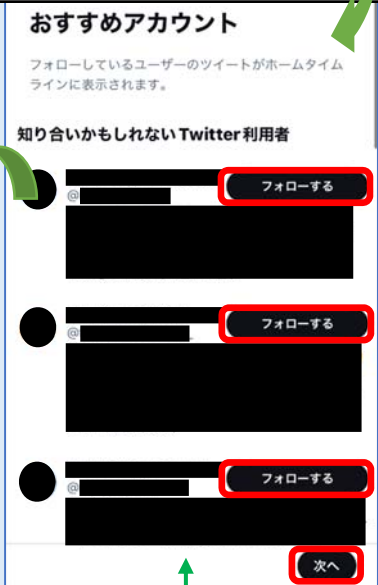 おすすめアカウント
フォローしているユーザーのツイートがホームタイム
ラインに表示されます。
知り合いかもしれないTwitter利用者
フォローする
@
フォローする
@
フォローする
@
次へ